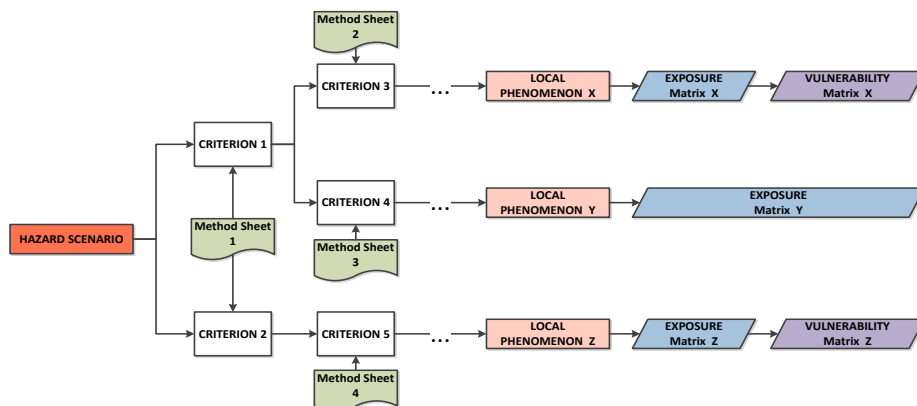 Method Sheet
2
CRITERION 3
...
LOCAL
PHENOMENON X
EXPOSURE
Matrix X
VULNERABILITY
Matrix X
CRITERION 1
CRITERION 4
...
LOCAL
PHENOMENON Y
EXPOSURE
Matrix Y
Method Sheet
1
HAZARD SCENARIO
Method Sheet
3
CRITERION 2
CRITERION 5
...
LOCAL
PHENOMENON Z
EXPOSURE
Matrix Z
VULNERABILITY
Matrix Z
Method Sheet
4